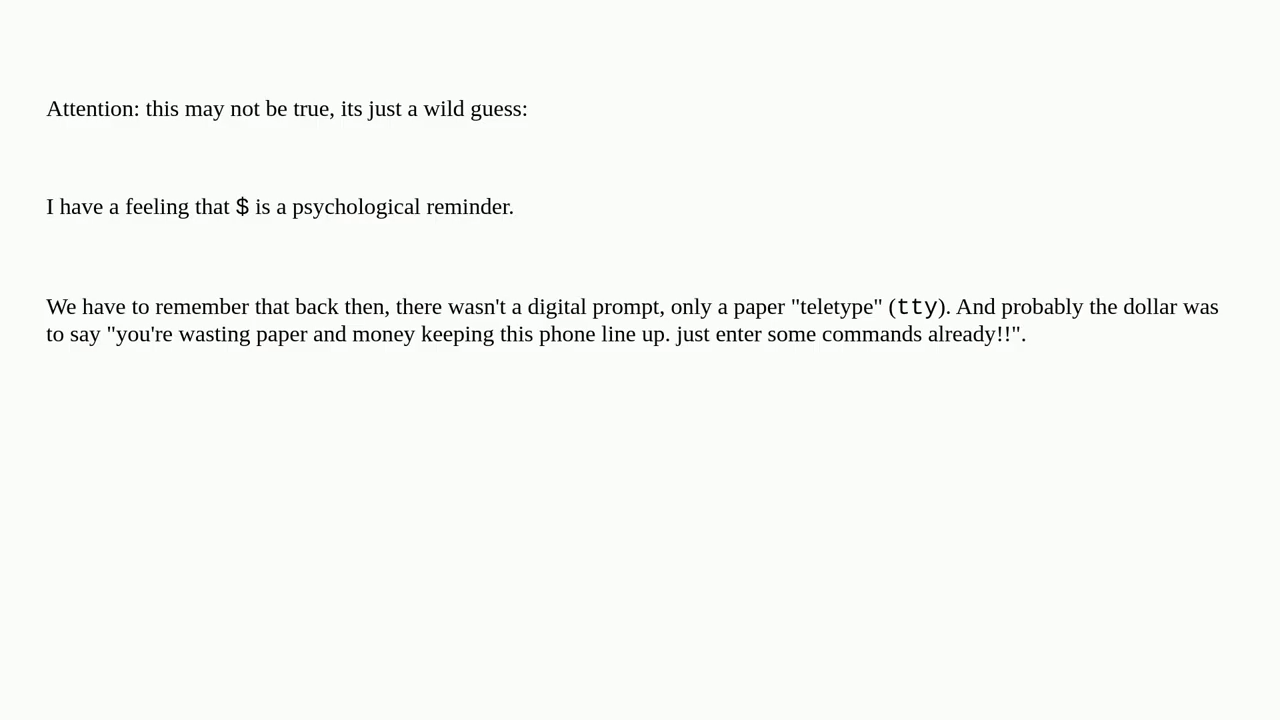 Attention: this may not be true, its just a wild guess:
I have a feeling that $ is a psychological reminder.
We have to remember that back then, there wasn't a digital prompt, only a paper "teletype" (tty). And probably the dollar was
to say "you're wasting paper and money keeping this phone line up. just enter some commands already!!".